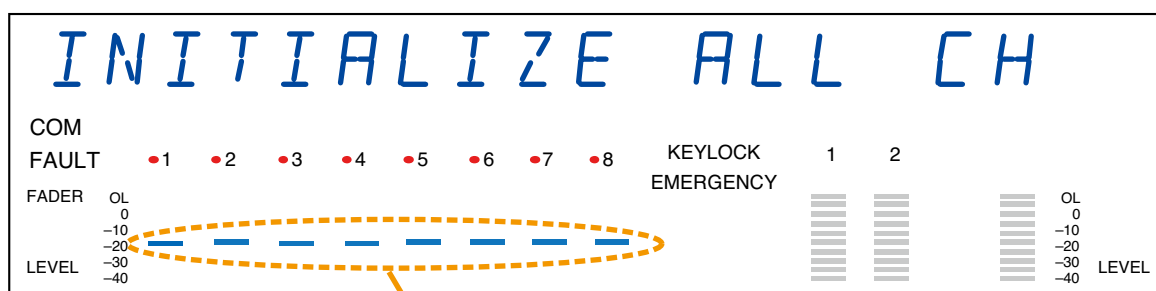 INITIALIZE ALL CH
COM
FAULT 1 2 3 4 5 6 7 8 KEYLOCK 1 2
EMERGENCY
FADER OL OL
0 0
–10 –10
–20 –20
–30 –30
LEVEL –40 –40 LEVEL